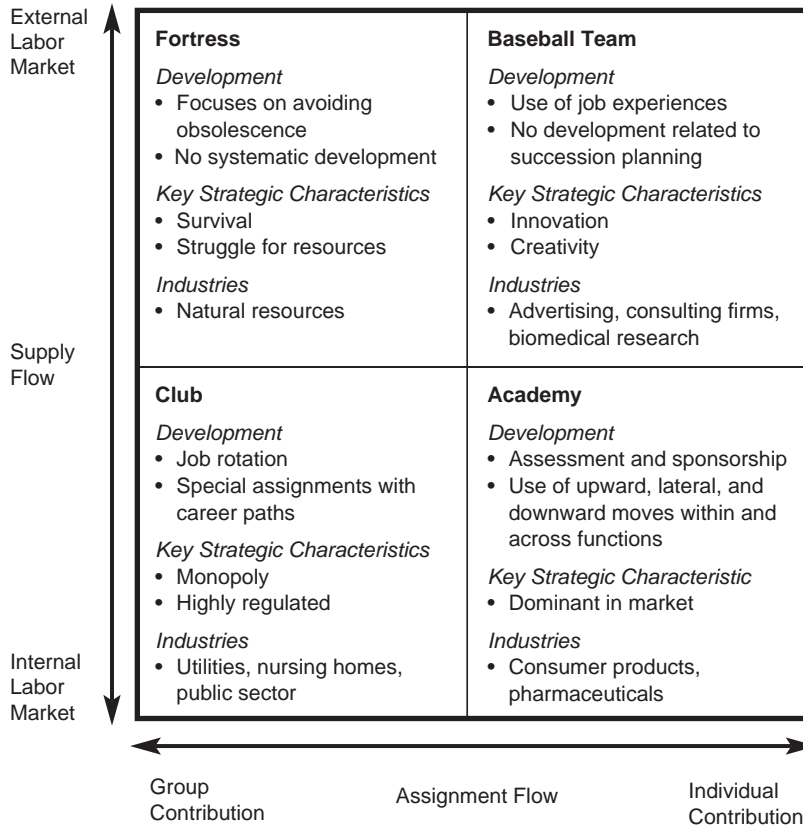 External
Labor
Market
Supply
Flow
Internal
Labor
Market
Fortress
Development
• Focuses on avoiding
obsolescence
• No systematic development
Key Strategic Characteristics
• Survival
• Struggle for resources
Industries
• Natural resources
Baseball Team
Development
• Use of job experiences
• No development related to
succession planning
Key Strategic Characteristics
• Innovation
• Creativity
Industries
• Advertising, consulting firms,
biomedical research
Club
Development
• Job rotation
• Special assignments with
career paths
Key Strategic Characteristics
• Monopoly
• Highly regulated
Industries
• Utilities, nursing homes,
public sector
Academy
Development
• Assessment and sponsorship
• Use of upward, lateral, and
downward moves within and
across functions
Key Strategic Characteristic
• Dominant in market
Industries
• Consumer products,
pharmaceuticals
Group
Contribution
Assignment Flow
Individual
Contribution